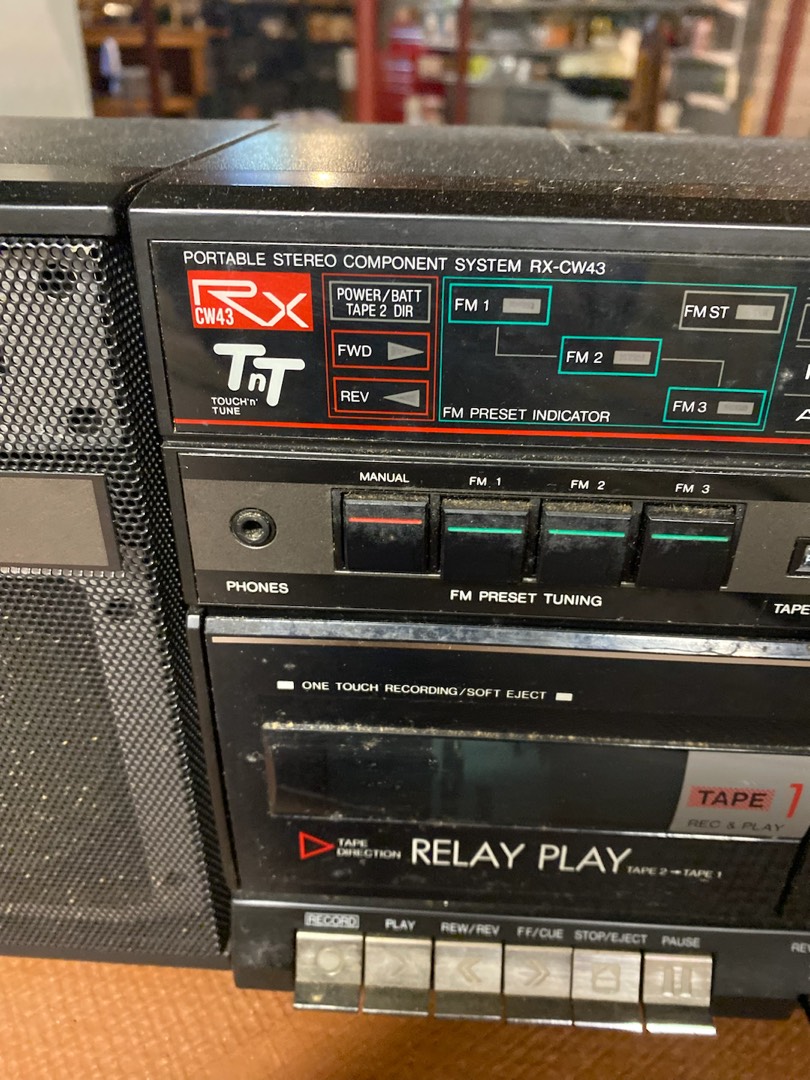 PORTABLE STEREO COMPONENT SYSTEM RX-CW43
RX
CW43
TnT
TOUCH'n'
TUNE
POWER/BATT
TAPE 2 DIR
FWD
REV
FM 1
FM 2
FM 3
FM ST
FM PRESET INDICATOR
MANUAL
FM 1
FM 2
FM 3
PHONES
FM PRESET TUNING
TAPE
ONE TOUCH RECORDING/SOFT EJECT
TAPE 1
REC & PLAY
TAPE
DIRECTION
RELAY PLAY
TAPE 2 → TAPE 1
RECORD
PLAY
REW/REV
FF/CUE
STOP/EJECT
PAUSE